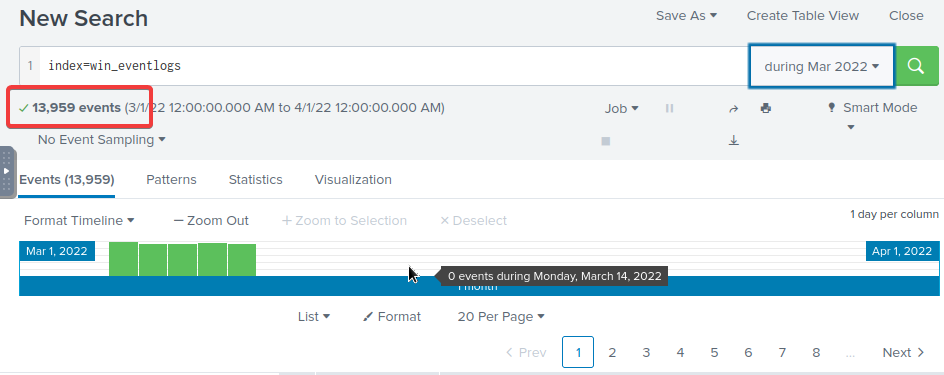 New Search
Save As
Create Table View
Close
1
index=win_eventlogs
during Mar 2022
13,959 events (3/1/22 12:00:00.000 AM to 4/1/22 12:00:00.000 AM)
Job
Smart Mode
No Event Sampling
Events (13,959)
Patterns
Statistics
Visualization
Format Timeline
— Zoom Out
+ Zoom to Selection
× Deselect
1 day per column
Mar 1, 2022
Apr 1, 2022
0 events during Monday, March 14, 2022
1 month
List
Format
20 Per Page
< Prev
1
2
3
4
5
6
7
8
...
Next >